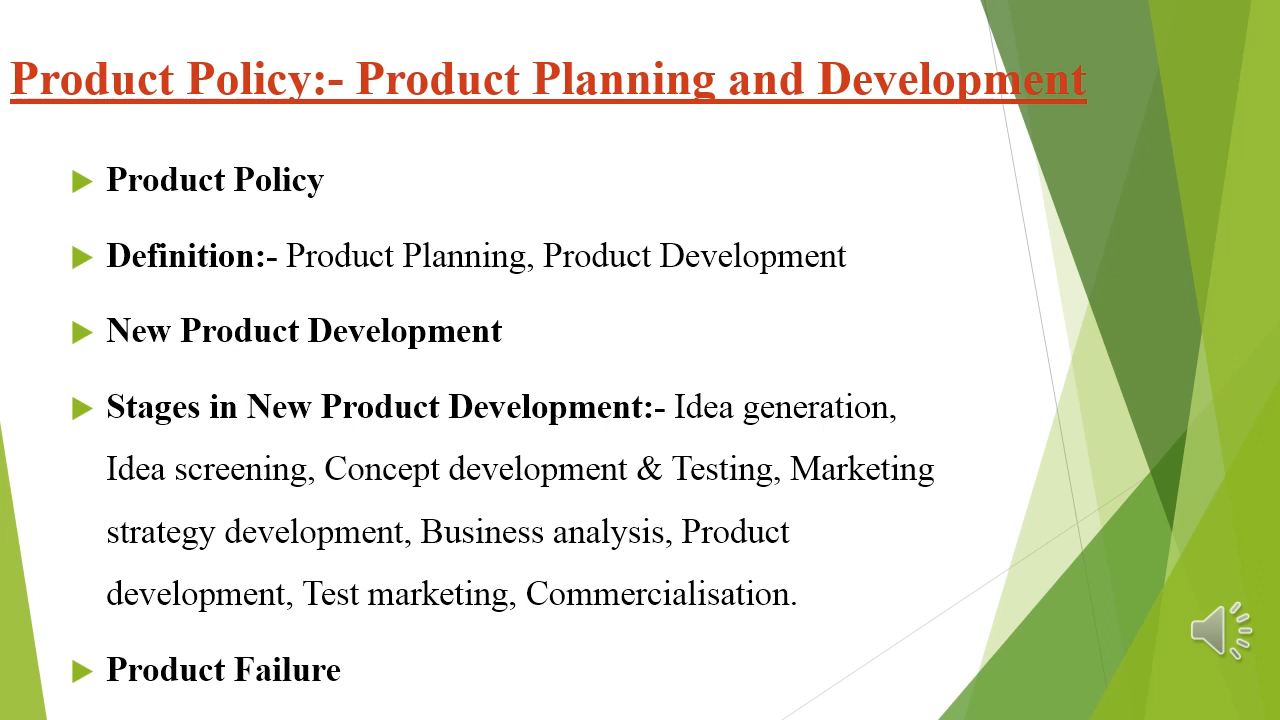 Product Policy:- Product Planning and Development
Product Policy
Definition:- Product Planning, Product Development
New Product Development
Stages in New Product Development:- Idea generation,
Idea screening, Concept development & Testing, Marketing
strategy development, Business analysis, Product
development, Test marketing, Commercialisation.
Product Failure